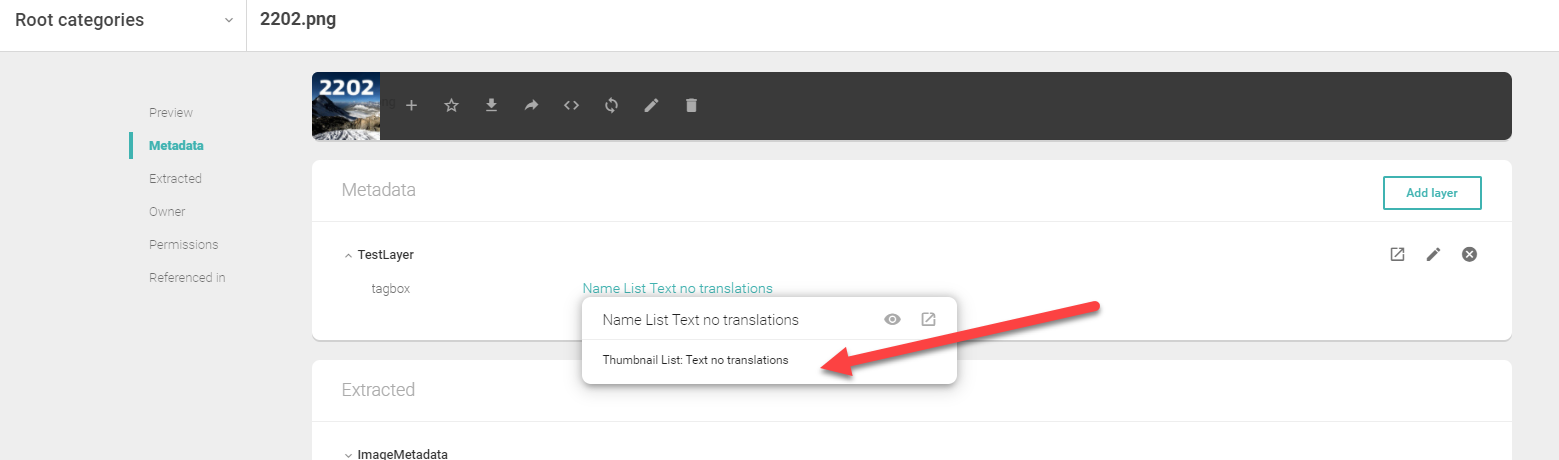 Root categories
2202.png
2202
Preview
Metadata
Extracted
Owner
Permissions
Referenced in
Metadata
Add layer
TestLayer
tagbox
Name List Text no translations
Name List Text no translations
Thumbnail List: Text no translations
Extracted
ImageMetadata